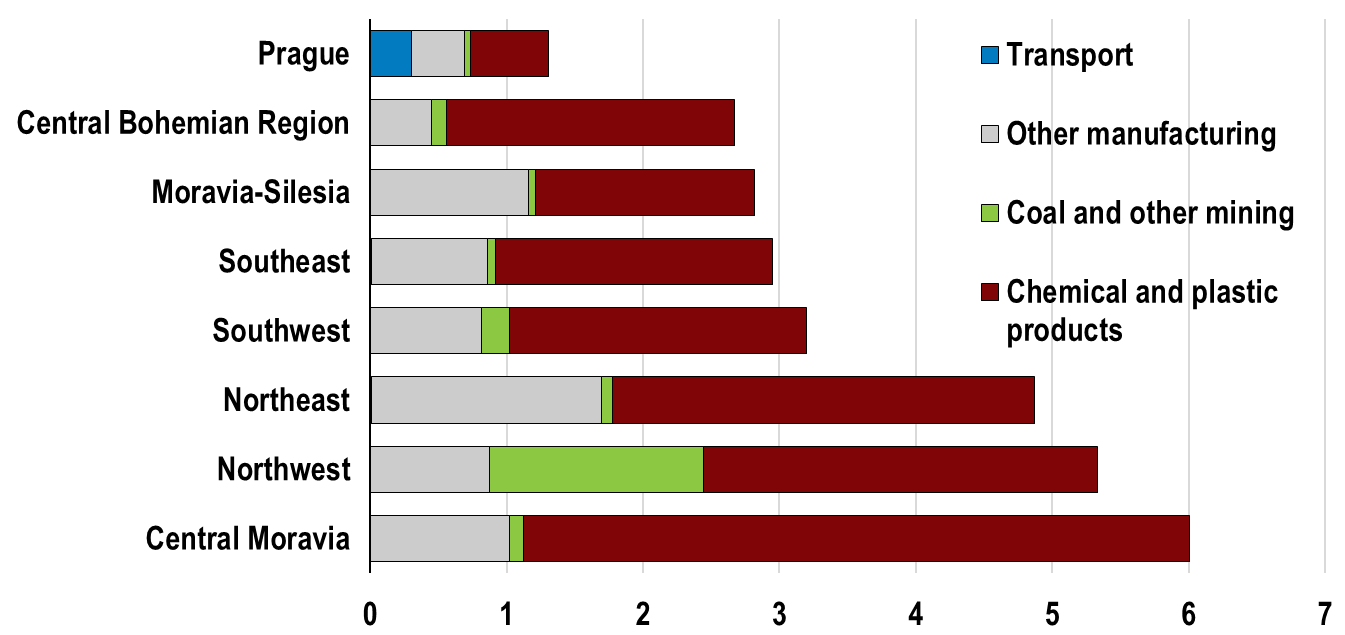 Prague
Central Bohemian Region
Moravia-Silesia
Southeast
Southwest
Northeast
Northwest
Central Moravia
0 1 2 3 4 5 6 7
Transport
Other manufacturing
Coal and other mining
Chemical and plastic
products